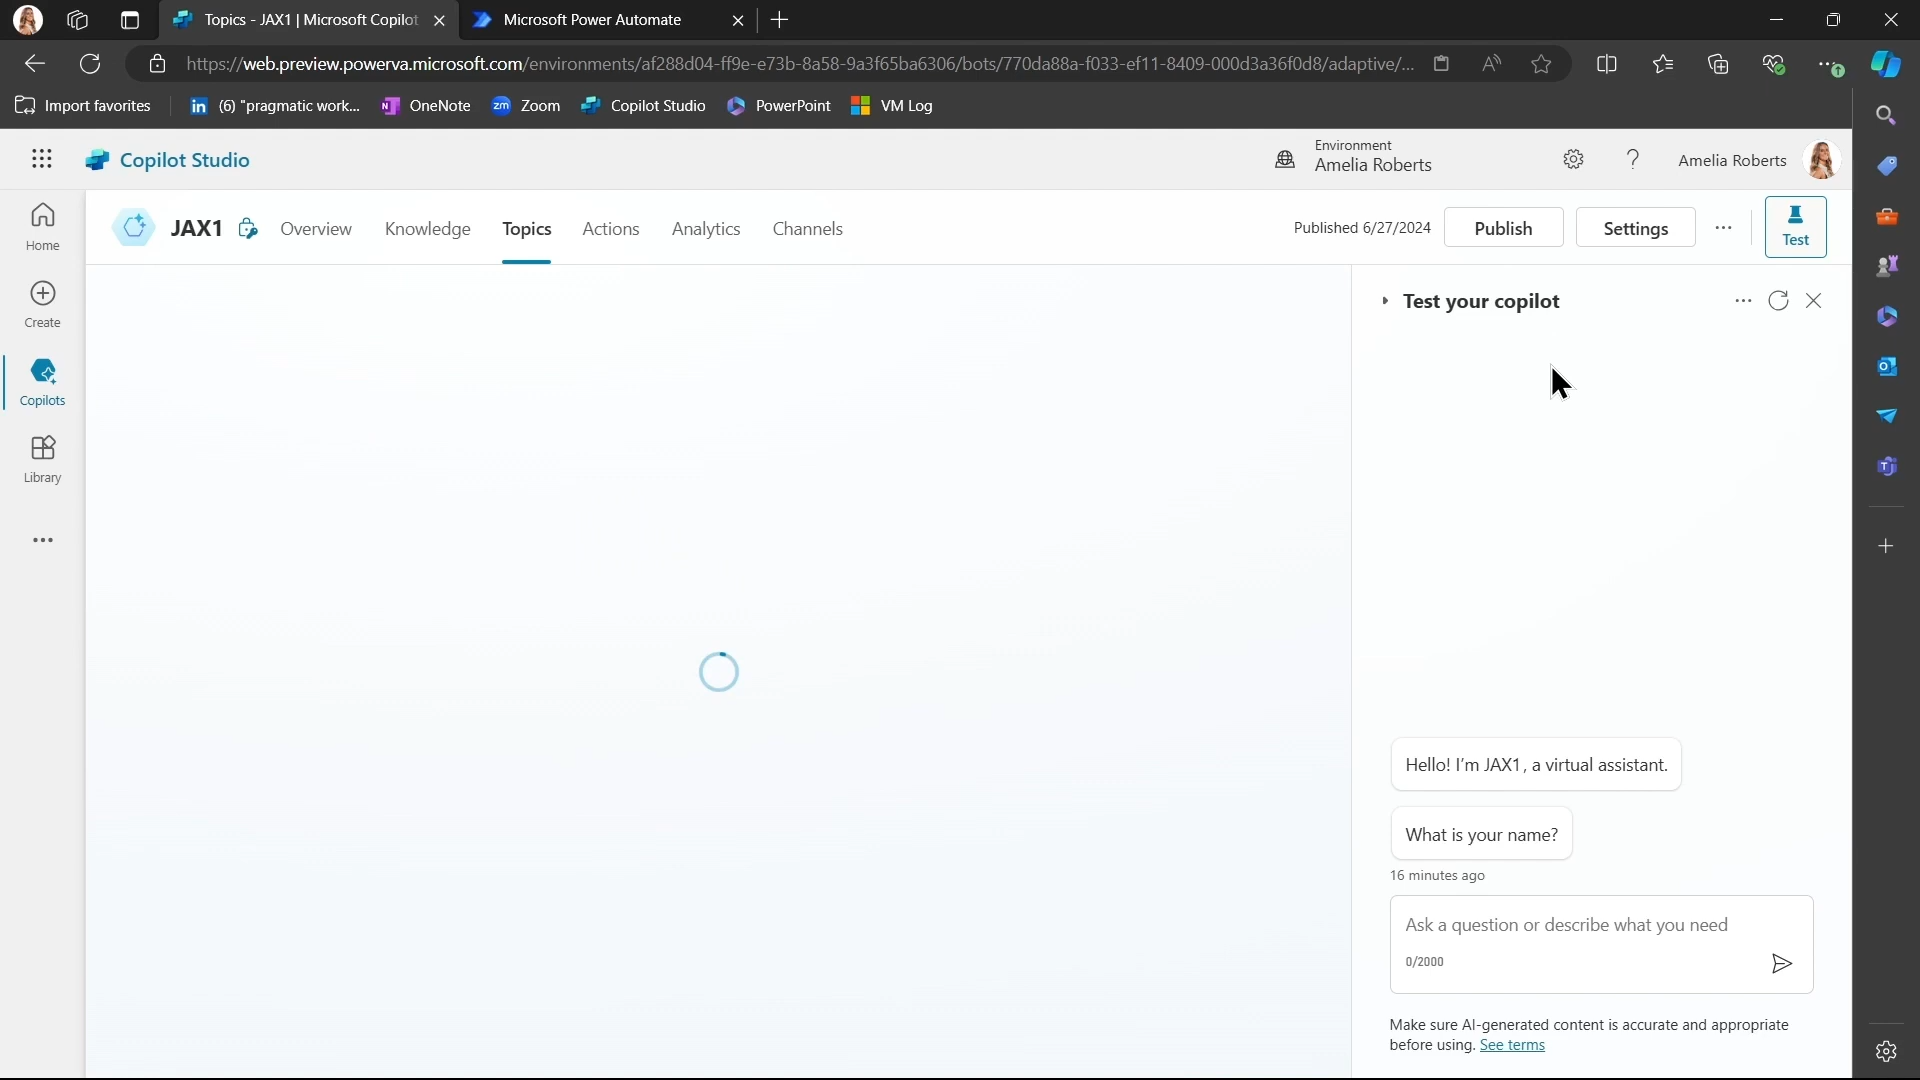 Topics - JAX1 | Microsoft Copilot
Microsoft Power Automate
https://web.preview.powerva.microsoft.com/environments/af288d04-ff9e-e73b-8a58-9a3f65ba6306/bots/770da88a-f033-ef11-8409-000d3a36f0d8/adaptive/...
Import favorites
(6) "pragmatic work...
OneNote
Zoom
Copilot Studio
PowerPoint
VM Log
Copilot Studio
Environment
Amelia Roberts
Amelia Roberts
JAX1
Overview
Knowledge
Topics
Actions
Analytics
Channels
Published 6/27/2024
Publish
Settings
Test
Home
Create
Copilots
Library
Test your copilot
Hello! I'm JAX1, a virtual assistant.
What is your name?
16 minutes ago
Ask a question or describe what you need
0/2000
Make sure AI-generated content is accurate and appropriate
before using. See terms